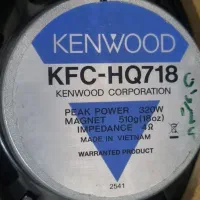 KENWOOD
KFC-HQ718
KENWOOD CORPORATION
PEAK POWER 320W
MAGNET 510g (18oz)
IMPEDANCE 4Ω
MADE IN VIETNAM
WARRANTED PRODUCT
2541